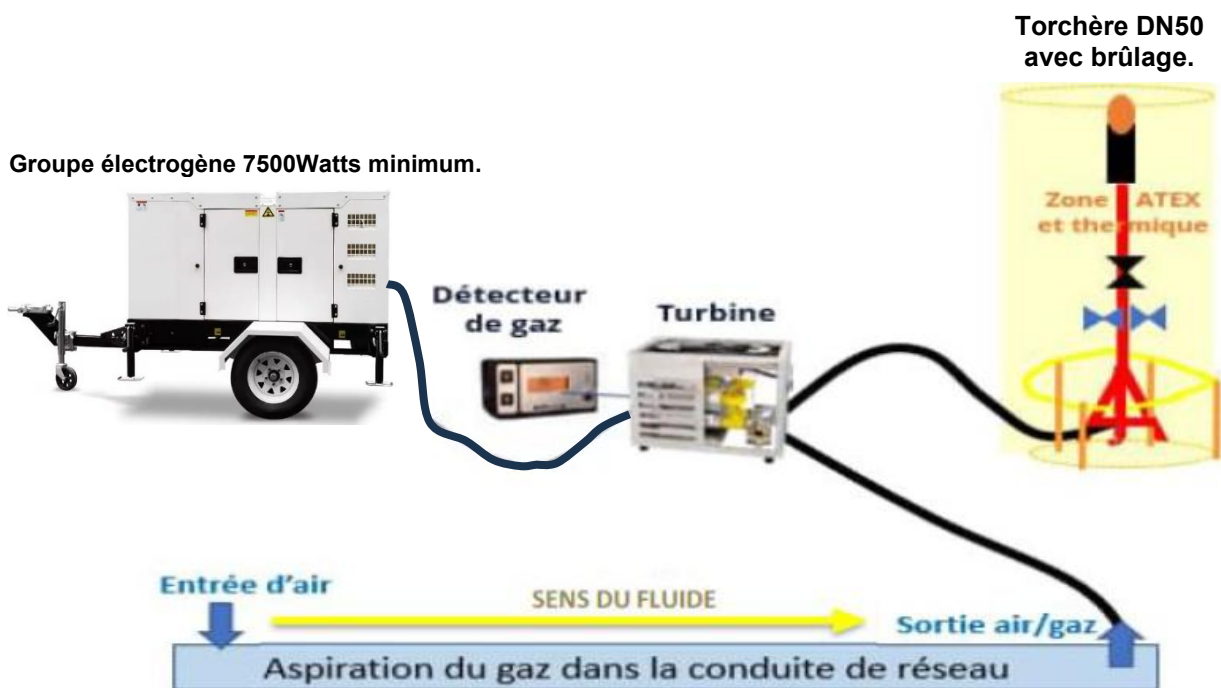 Torchère DN50
avec brûlage.
Groupe électrogène 7500Watts minimum.
Zone ATEX
et thermique
Détecteur
de gaz
Turbine
Entrée d'air
SENS DU FLUIDE
Sortie air/gaz
Aspiration du gaz dans la conduite de réseau